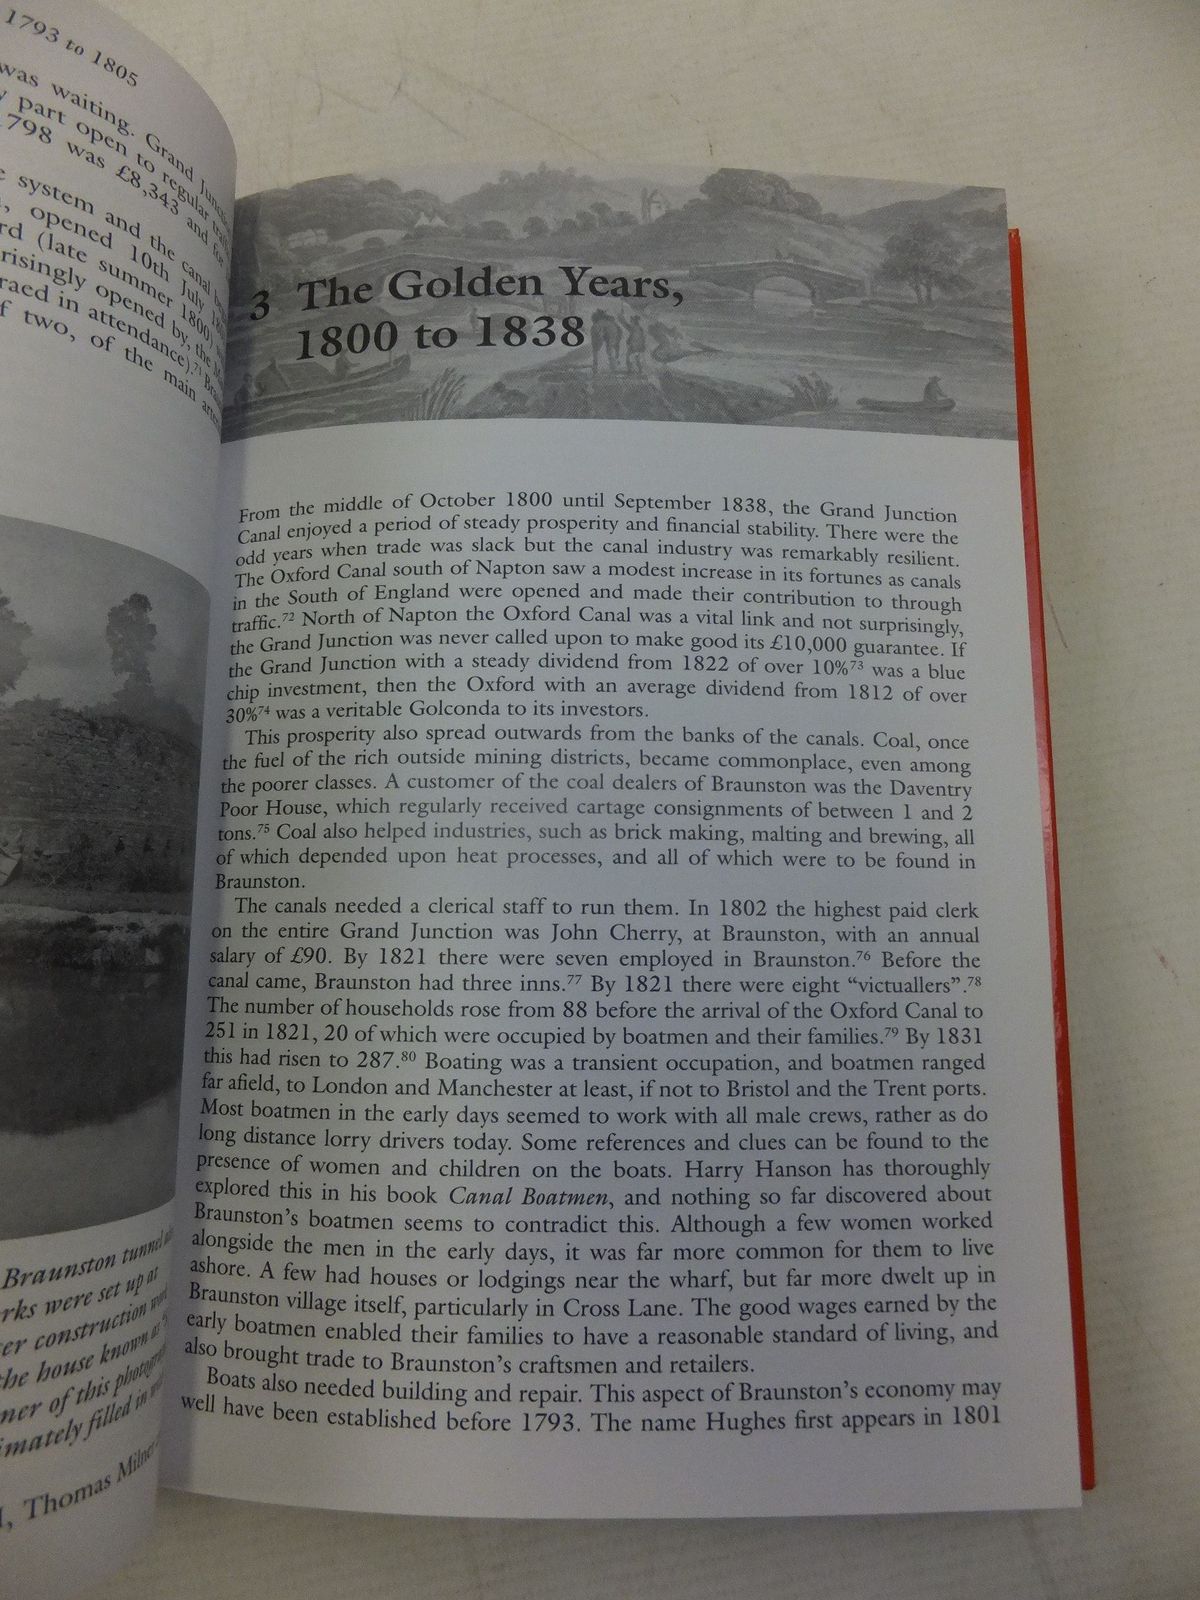 1793 to 1805
was waiting. Grand Junction
part open to regular traffic
1798 was £8,343 and for
system and the canal
opened 10th July
(late summer 1800)
opened by, the
in attendance).71
two, of the main
Braunston tunnel
were set up at
construction
the house known as
of this photograph
filled in
Thomas Milner
3 The Golden Years,
1800 to 1838
From the middle of October 1800 until September 1838, the Grand Junction
Canal enjoyed a period of steady prosperity and financial stability. There were the
odd years when trade was slack but the canal industry was remarkably resilient.
The Oxford Canal south of Napton saw a modest increase in its fortunes as canals
in the South of England were opened and made their contribution to through
traffic.72 North of Napton the Oxford Canal was a vital link and not surprisingly,
the Grand Junction was never called upon to make good its £10,000 guarantee. If
the Grand Junction with a steady dividend from 1822 of over 10%73 was a blue
chip investment, then the Oxford with an average dividend from 1812 of over
30%74 was a veritable Golconda to its investors.
This prosperity also spread outwards from the banks of the canals. Coal, once
the fuel of the rich outside mining districts, became commonplace, even among
the poorer classes. A customer of the coal dealers of Braunston was the Daventry
Poor House, which regularly received cartage consignments of between 1 and 2
tons.75 Coal also helped industries, such as brick making, malting and brewing, all
of which depended upon heat processes, and all of which were to be found in
Braunston.
The canals needed a clerical staff to run them. In 1802 the highest paid clerk
on the entire Grand Junction was John Cherry, at Braunston, with an annual
salary of £90. By 1821 there were seven employed in Braunston.76 Before the
canal came, Braunston had three inns.77 By 1821 there were eight “victuallers”.78
The number of households rose from 88 before the arrival of the Oxford Canal to
251 in 1821, 20 of which were occupied by boatmen and their families.79 By 1831
this had risen to 287.80 Boating was a transient occupation, and boatmen ranged
far afield, to London and Manchester at least, if not to Bristol and the Trent ports.
Most boatmen in the early days seemed to work with all male crews, rather as do
long distance lorry drivers today. Some references and clues can be found to the
presence of women and children on the boats. Harry Hanson has thoroughly
explored this in his book Canal Boatmen, and nothing so far discovered about
Braunston's boatmen seems to contradict this. Although a few women worked
alongside the men in the early days, it was far more common for them to live
ashore. A few had houses or lodgings near the wharf, but far more dwelt up in
Braunston village itself, particularly in Cross Lane. The good wages earned by the
early boatmen enabled their families to have a reasonable standard of living, and
also brought trade to Braunston's craftsmen and retailers.
Boats also needed building and repair. This aspect of Braunston's economy may
well have been established before 1793. The name Hughes first appears in 1801